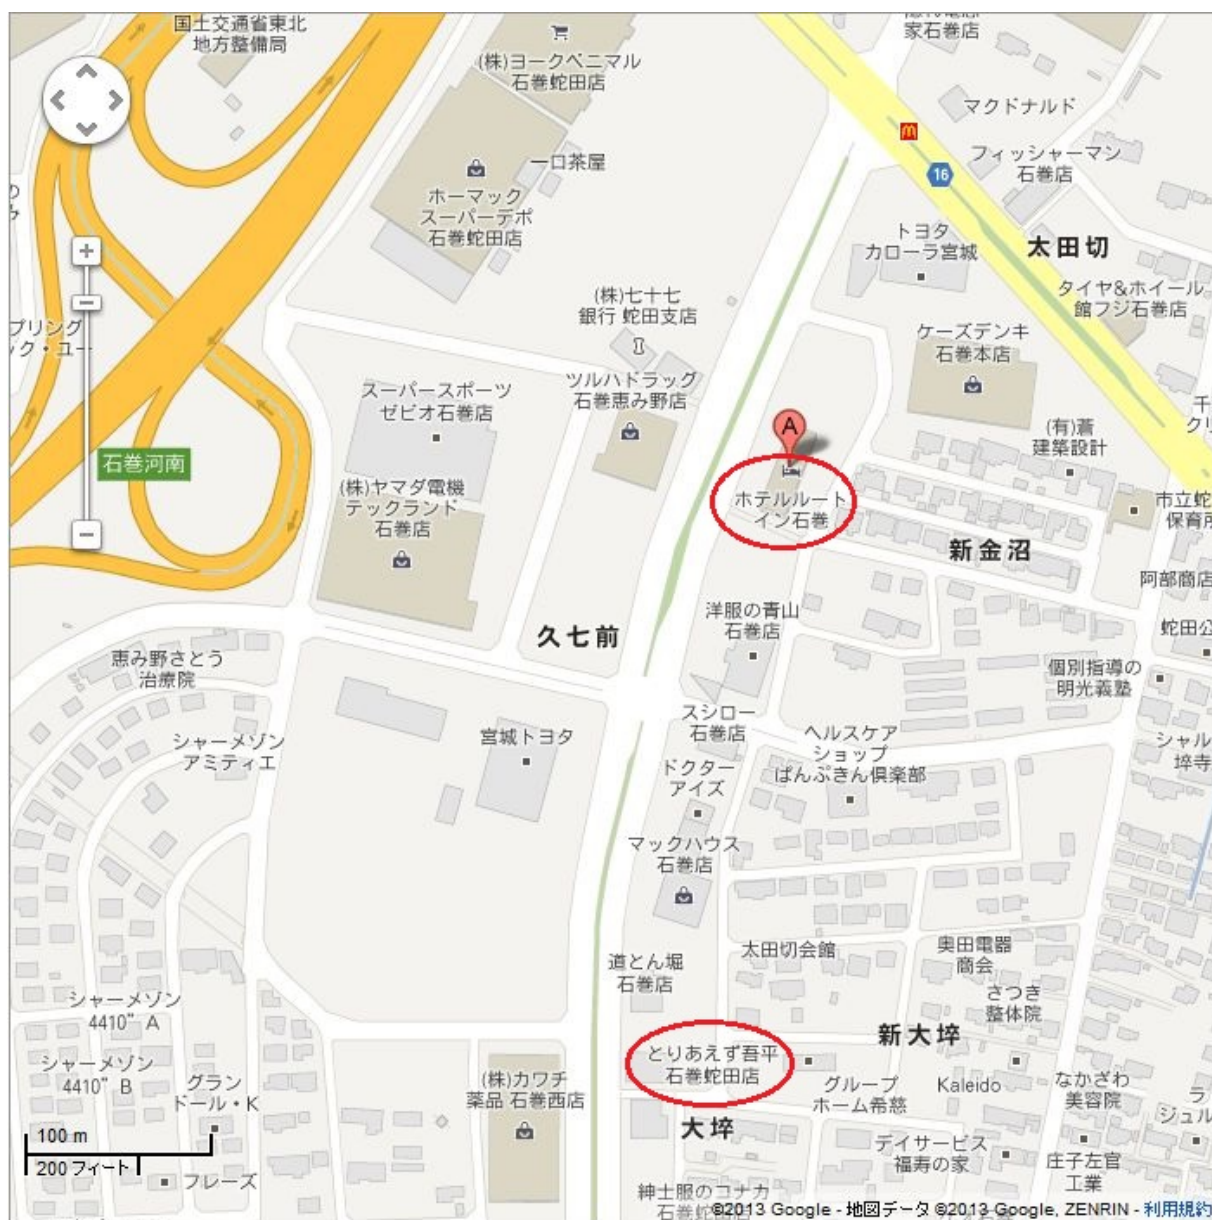 国土交通省東北
地方整備局
家石巻店
(株)ヨークベニマル
石巻蛇田店
マクドナルド
一口茶屋
フィッシャーマン
石巻店
16
ホーマック
スーパーデポ
石巻蛇田店
トヨタ
カローラ宮城
太田切
タイヤ&ホイール
館フジ石巻店
(株)七十七
銀行 蛇田支店
プリング
ック・ユー
ケーズデンキ
石巻本店
スーパースポーツ
ゼビオ石巻店
ツルハドラッグ
石巻恵み野店
A
(有)蒼
建築設計
石巻河南
(株)ヤマダ電機
テックランド
石巻店
ホテルルート
イン石巻
市立蛇
保育所
新金沼
阿部商店
洋服の青山
石巻店
久七前
蛇田公
恵み野さとう
治療院
個別指導の
明光義塾
スシロー
石巻店
シャーメゾン
アミティエ
宮城トヨタ
ヘルスケア
ショップ
ぱんぷきん倶楽部
シャル
埣寺
ドクター
アイズ
マックハウス
石巻店
太田切会館
奥田電器
商会
道とん堀
石巻店
さつき
整体院
シャーメゾン
4410”A
新大埣
とりあえず吾平
石巻蛇田店
シャーメゾン
4410”B
グラン
ドール・K
(株)カワチ
薬品 石巻西店
グループ
ホーム希慈
Kaleido
なかざわ
美容院
ラ
ジュル
大埣
100 m
200 フィート
デイサービス
福寿の家
庄子左官
工業
フレーズ
紳士服のコナカ
石巻蛇田店
©2013 Google - 地図データ ©2013 Google, ZENRIN - 利用規約